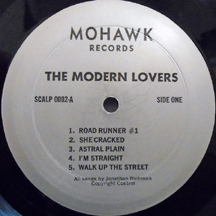 MOHAWK
RECORDS
THE MODERN LOVERS
SCALP 0002-A
SIDE ONE
1. ROAD RUNNER #1
2. SHE CRACKED
3. ASTRAL PLAIN
4. I'M STRAIGHT
5. WALK UP THE STREET
All songs by Jonathan Richman
Copyright Control